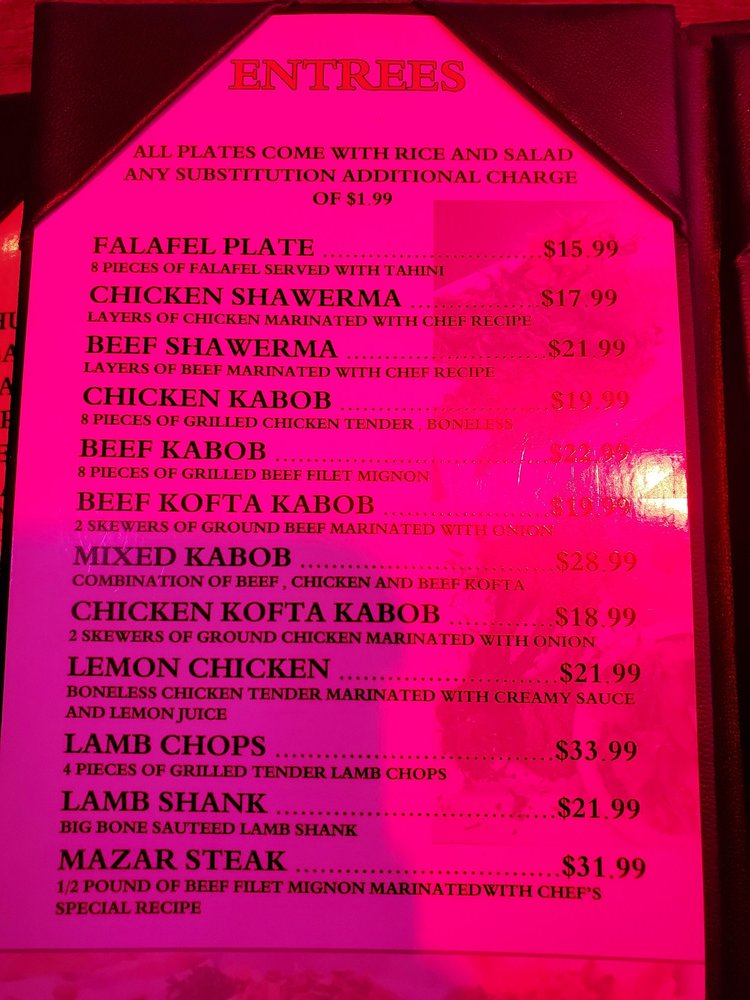 ENTREES
ALL PLATES COME WITH RICE AND SALAD
ANY SUBSTITUTION ADDITIONAL CHARGE
OF $1.99
FALAFEL PLATE ............................$15.99
8 PIECES OF FALAFEL SERVED WITH TAHINI
CHICKEN SHAWERMA .................$17.99
LAYERS OF CHICKEN MARINATED WITH CHEF RECIPE
BEEF SHAWERMA ..........................$21.99
LAYERS OF BEEF MARINATED WITH CHEF RECIPE
CHICKEN KABOB ...........................$19.99
8 PIECES OF GRILLED CHICKEN TENDER , BONELESS
BEEF KABOB ...................................$22.99
8 PIECES OF GRILLED BEEF FILET MIGNON
BEEF KOFTA KABOB .....................$19.99
2 SKEWERS OF GROUND BEEF MARINATED WITH ONION
MIXED KABOB ................................$28.99
COMBINATION OF BEEF , CHICKEN AND BEEF KOFTA
CHICKEN KOFTA KABOB .............$18.99
2 SKEWERS OF GROUND CHICKEN MARINATED WITH ONION
LEMON CHICKEN ...........................$21.99
BONELESS CHICKEN TENDER MARINATED WITH CREAMY SAUCE
AND LEMON JUICE
LAMB CHOPS ...................................$33.99
4 PIECES OF GRILLED TENDER LAMB CHOPS
LAMB SHANK ...................................$21.99
BIG BONE SAUTEED LAMB SHANK
MAZAR STEAK .................................$31.99
1/2 POUND OF BEEF FILET MIGNON MARINATEDWITH CHEF'S
SPECIAL RECIPE